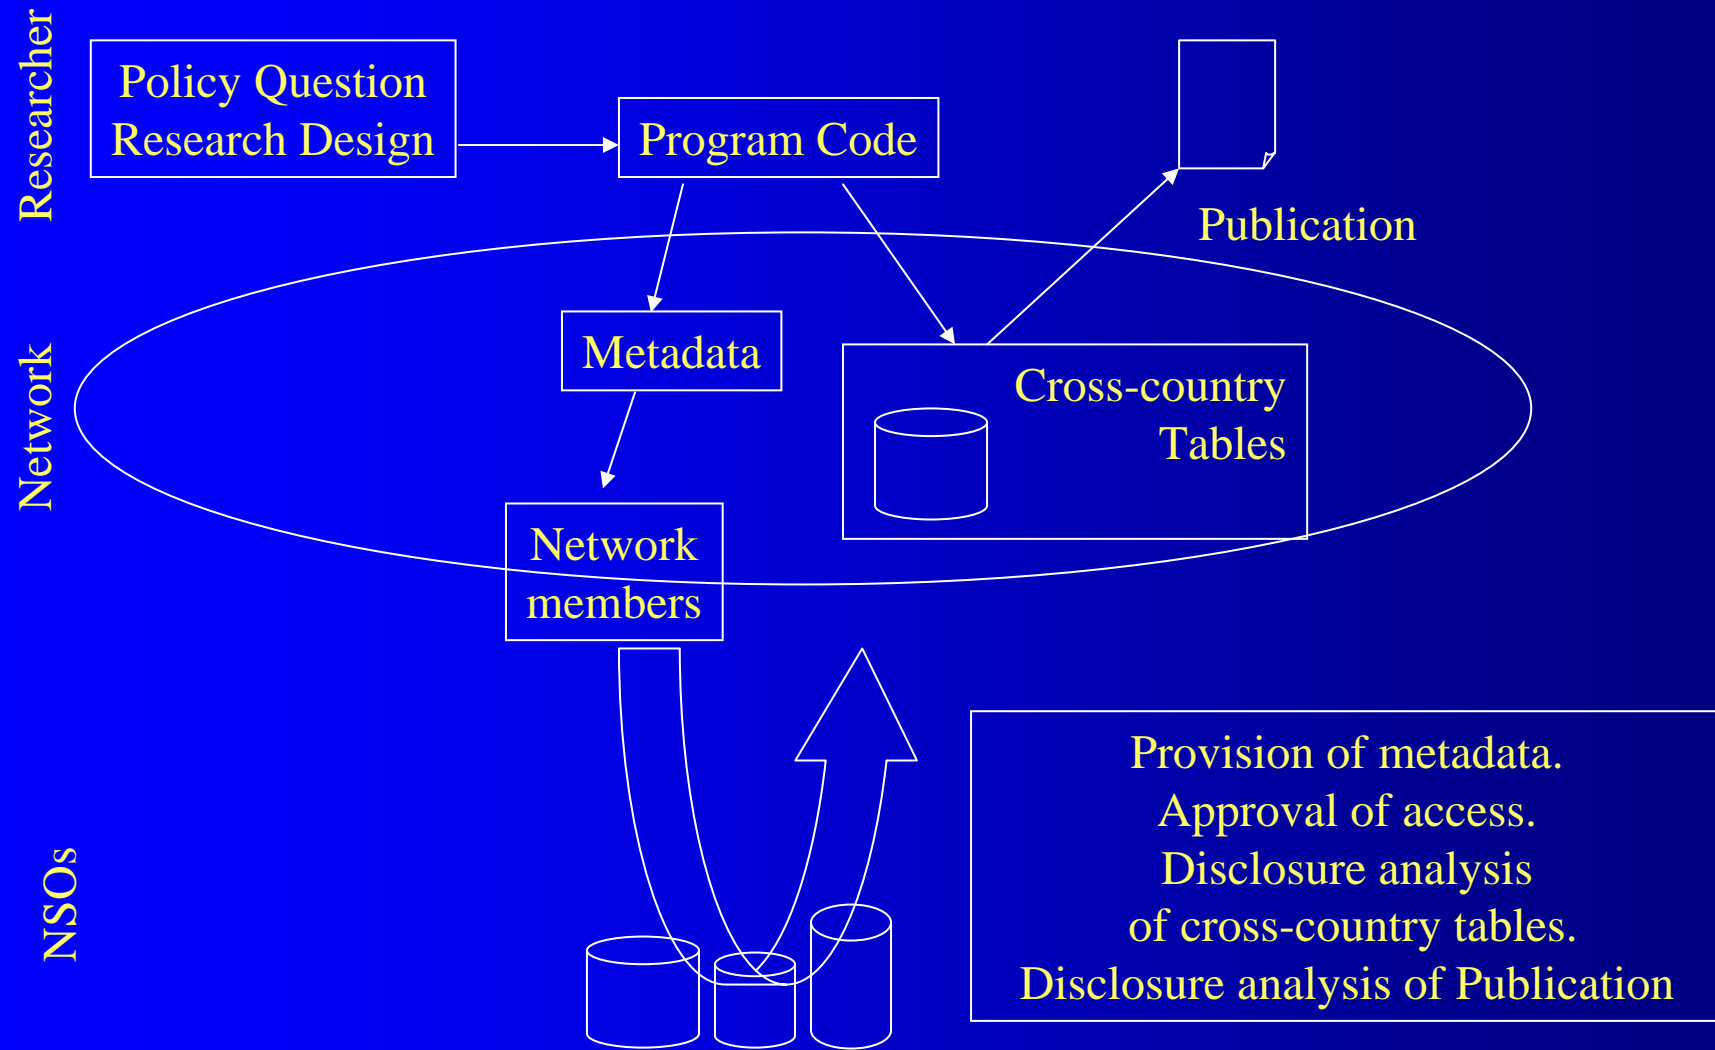 Researcher
Policy Question
Research Design
Program Code
Publication
Network
Metadata
Cross-country
Tables
Network
members
NSOs
Provision of metadata.
Approval of access.
Disclosure analysis
of cross-country tables.
Disclosure analysis of Publication